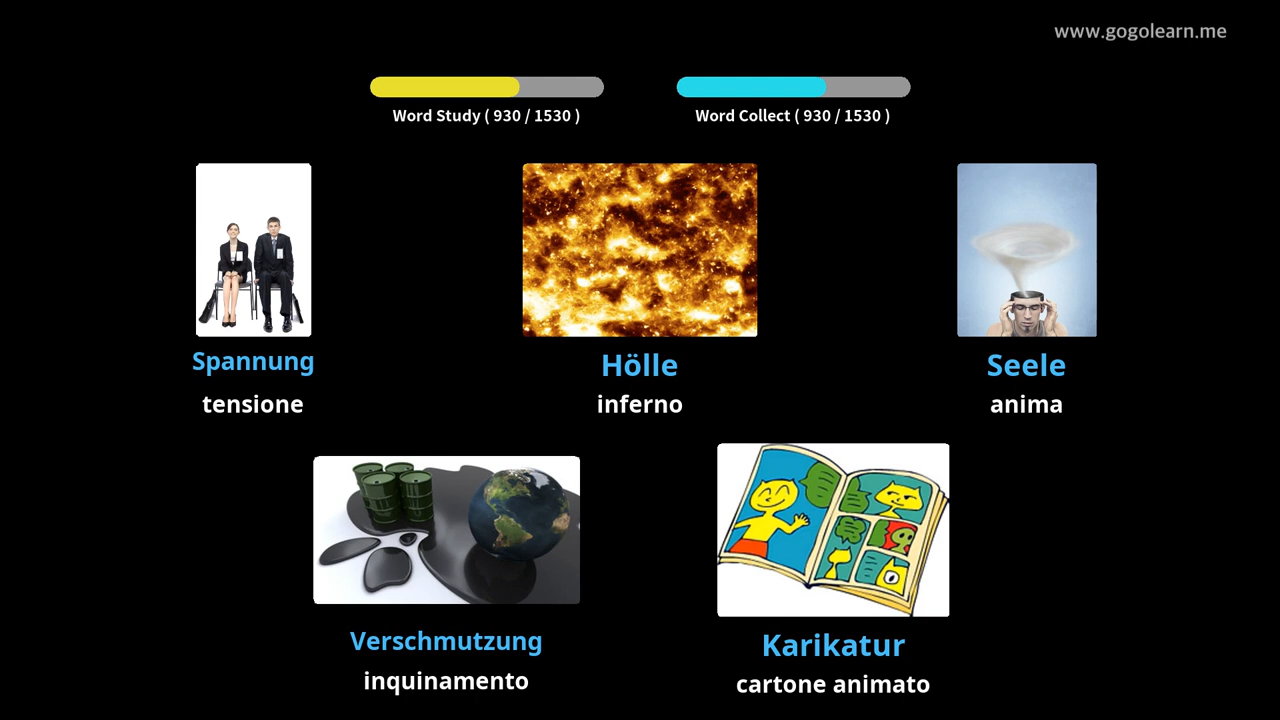 www.gogolearn.me
Word Study ( 930 / 1530 )
Word Collect ( 930 / 1530 )
Spannung
tensione
Hölle
inferno
Seele
anima
Verschmutzung
inquinamento
Karikatur
cartone animato